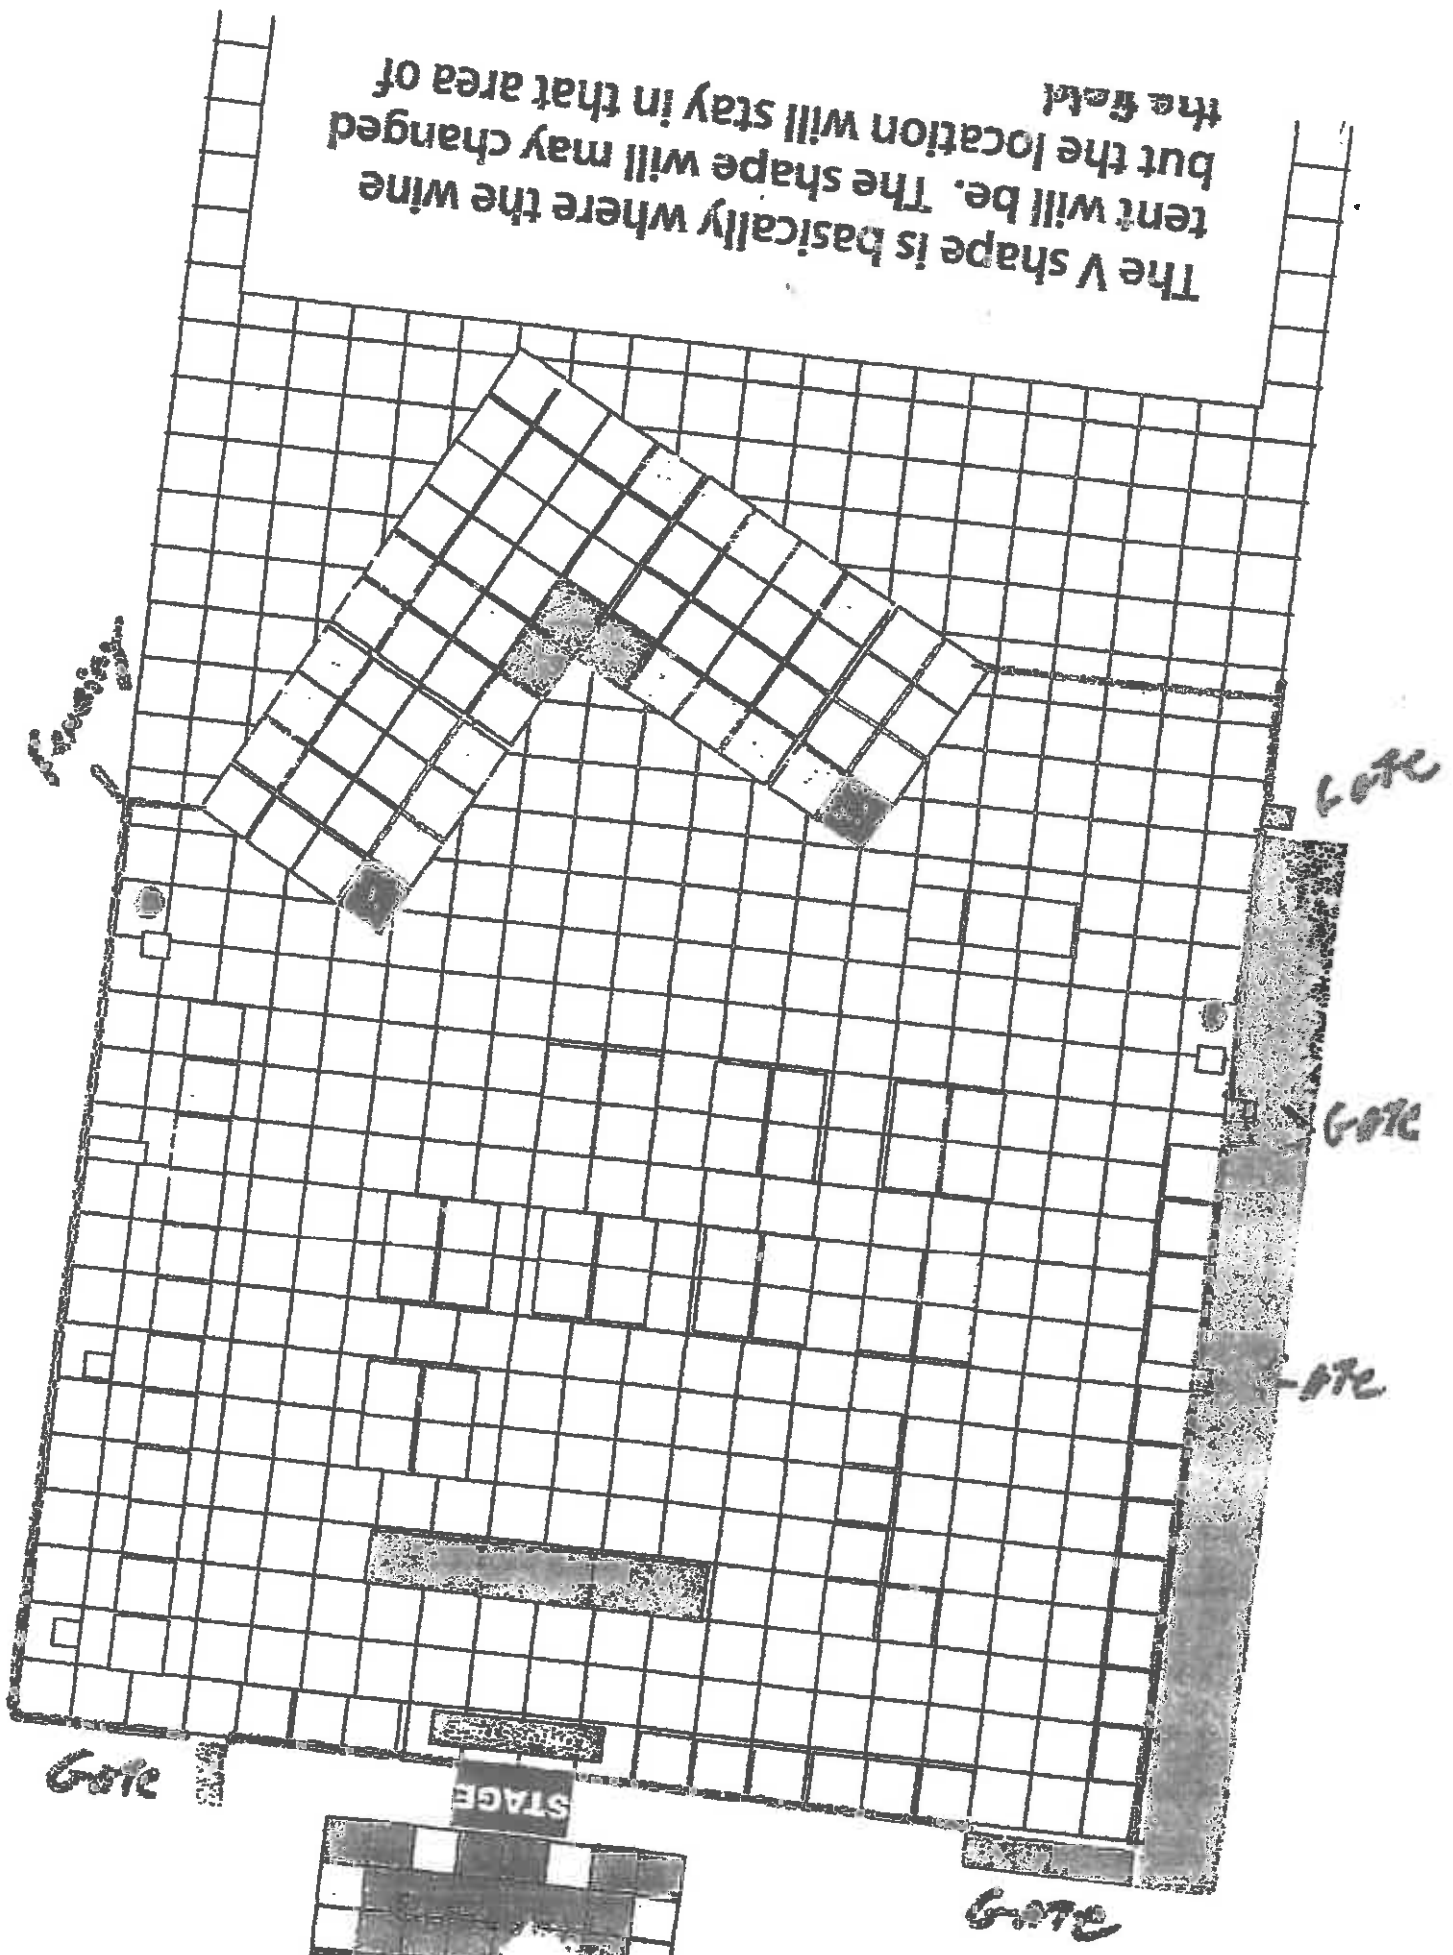 The V shape is basically where the wine
tent will be. The shape will may changed
but the location will stay in that area of
the field
Gate
Gate
Gate
STAGE
Gate